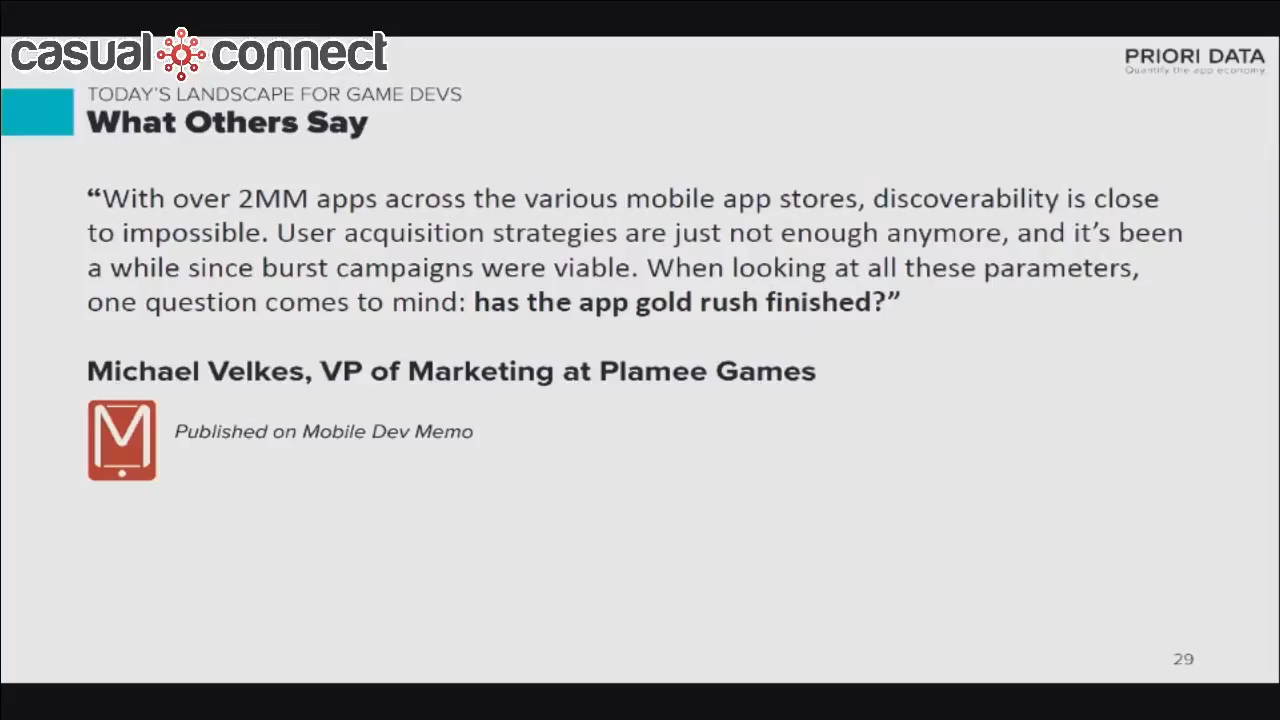 casual connect
PRIORI DATA
Quantify the app economy
TODAY'S LANDSCAPE FOR GAME DEVS
What Others Say
“With over 2MM apps across the various mobile app stores, discoverability is close
to impossible. User acquisition strategies are just not enough anymore, and it’s been
a while since burst campaigns were viable. When looking at all these parameters,
one question comes to mind: has the app gold rush finished?”
Michael Velkes, VP of Marketing at Plamee Games
M
Published on Mobile Dev Memo
29